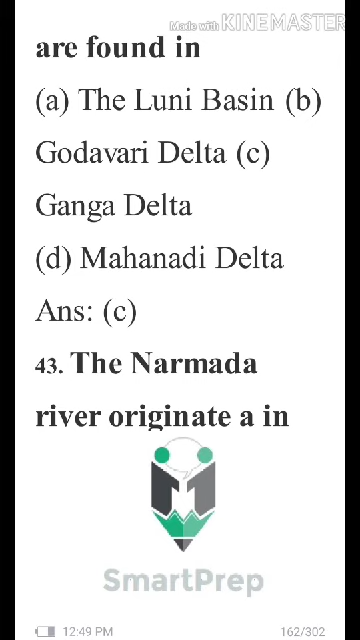 Made with KINEMASTER
are found in
(a) The Luni Basin (b)
Godavari Delta (c)
Ganga Delta
(d) Mahanadi Delta
Ans: (c)
43. The Narmada
river originate a in
SmartPrep
12:49 PM
162/302